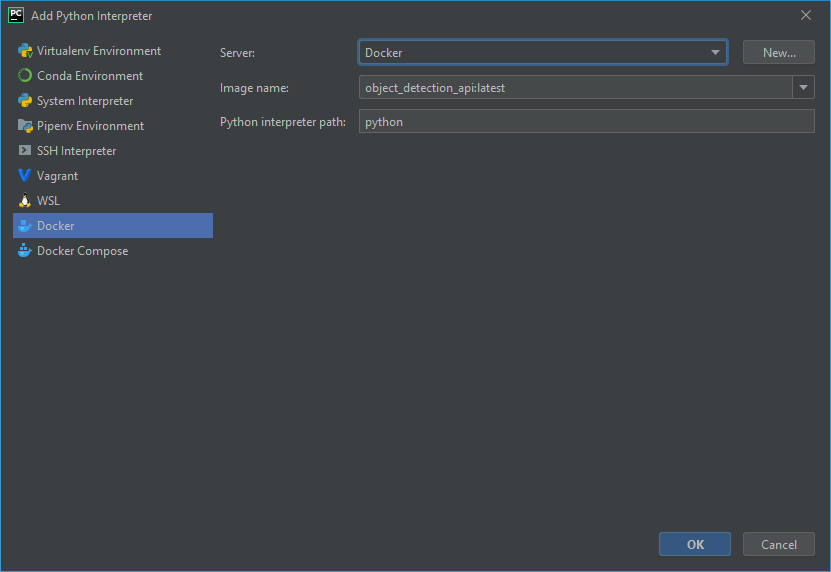 PC Add Python Interpreter
Virtualenv Environment
Conda Environment
System Interpreter
Pipenv Environment
SSH Interpreter
Vagrant
WSL
Docker
Docker Compose
Server: Docker New...
Image name: object_detection_api:latest
Python interpreter path: python
OK Cancel